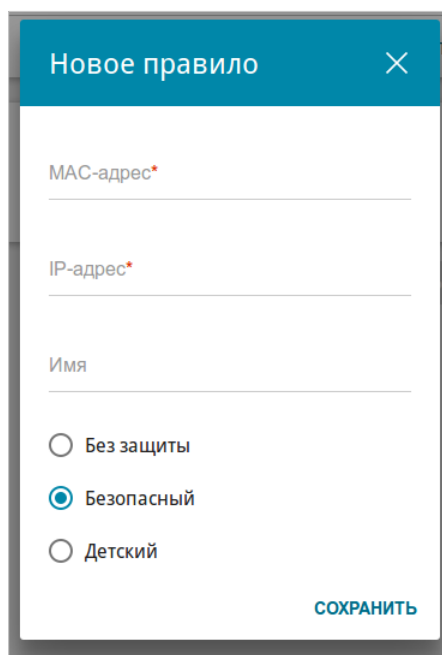 Новое правило
MAC-адрес*
IP-адрес*
Имя
Без защиты
Безопасный
Детский
СОХРАНИТЬ